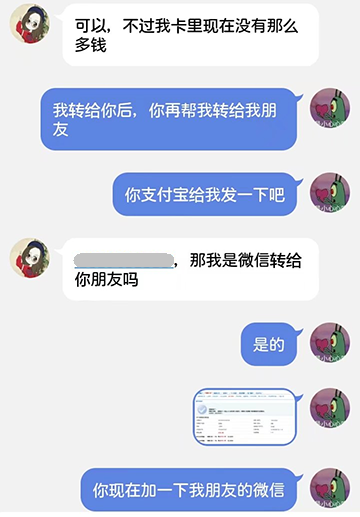 可以，不过我卡里现在没有那么
多钱
我转给你后，你再帮我转给我朋
友
你支付宝给我发一下吧
，那我是微信转给
你朋友吗
是的
你现在加一下我朋友的微信